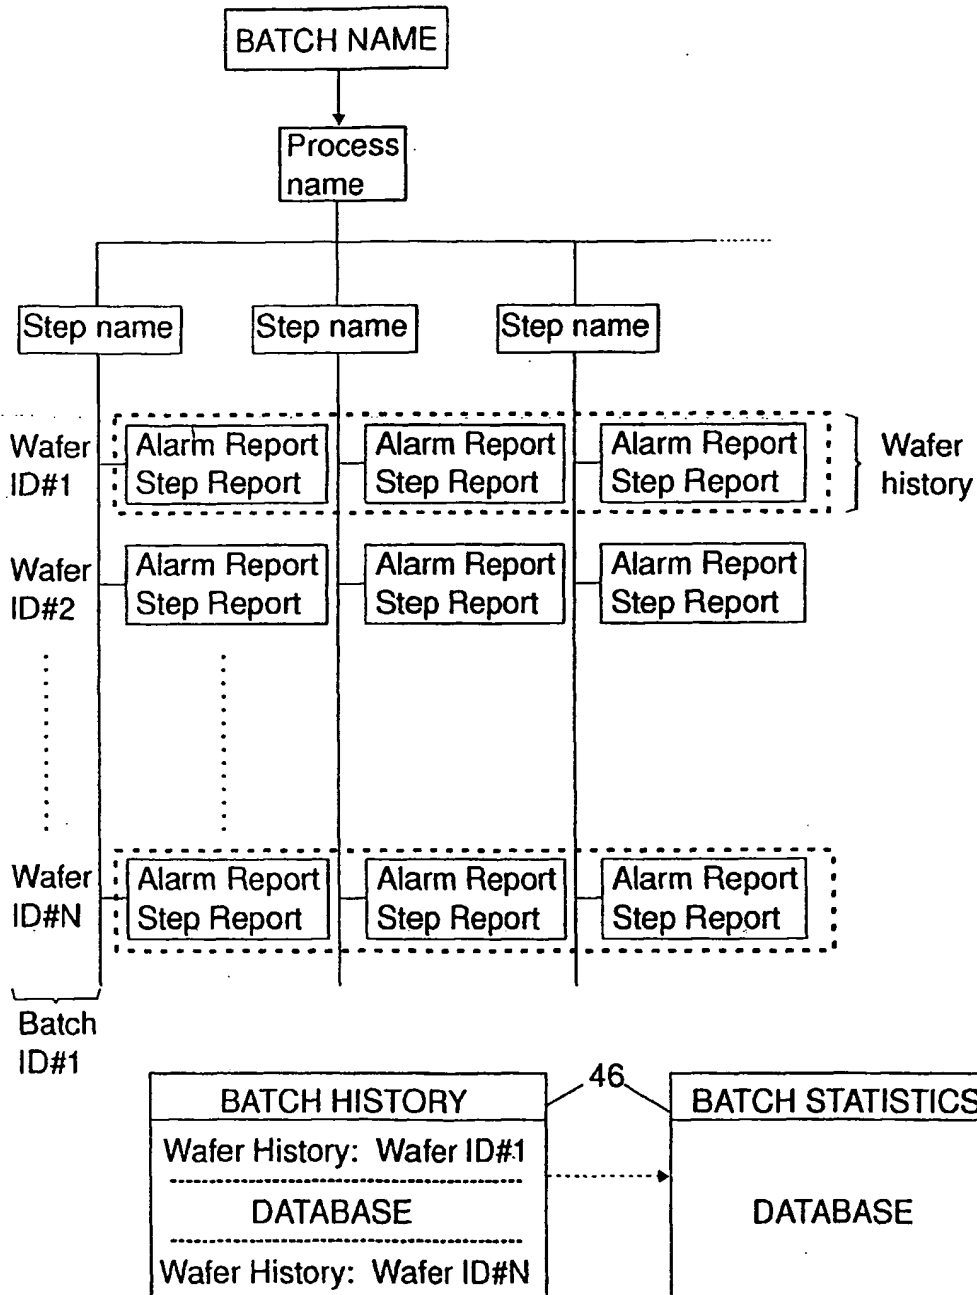 BATCH NAME
Process
name
Step name
Step name
Step name
Wafer
ID#1
Alarm Report
Step Report
Alarm Report
Step Report
Alarm Report
Step Report
Wafer
history
Wafer
ID#2
Alarm Report
Step Report
Alarm Report
Step Report
Alarm Report
Step Report
Wafer
ID#N
Alarm Report
Step Report
Alarm Report
Step Report
Alarm Report
Step Report
Batch
ID#1
46
BATCH HISTORY
Wafer History: Wafer ID#1
DATABASE
Wafer History: Wafer ID#N
BATCH STATISTICS
DATABASE